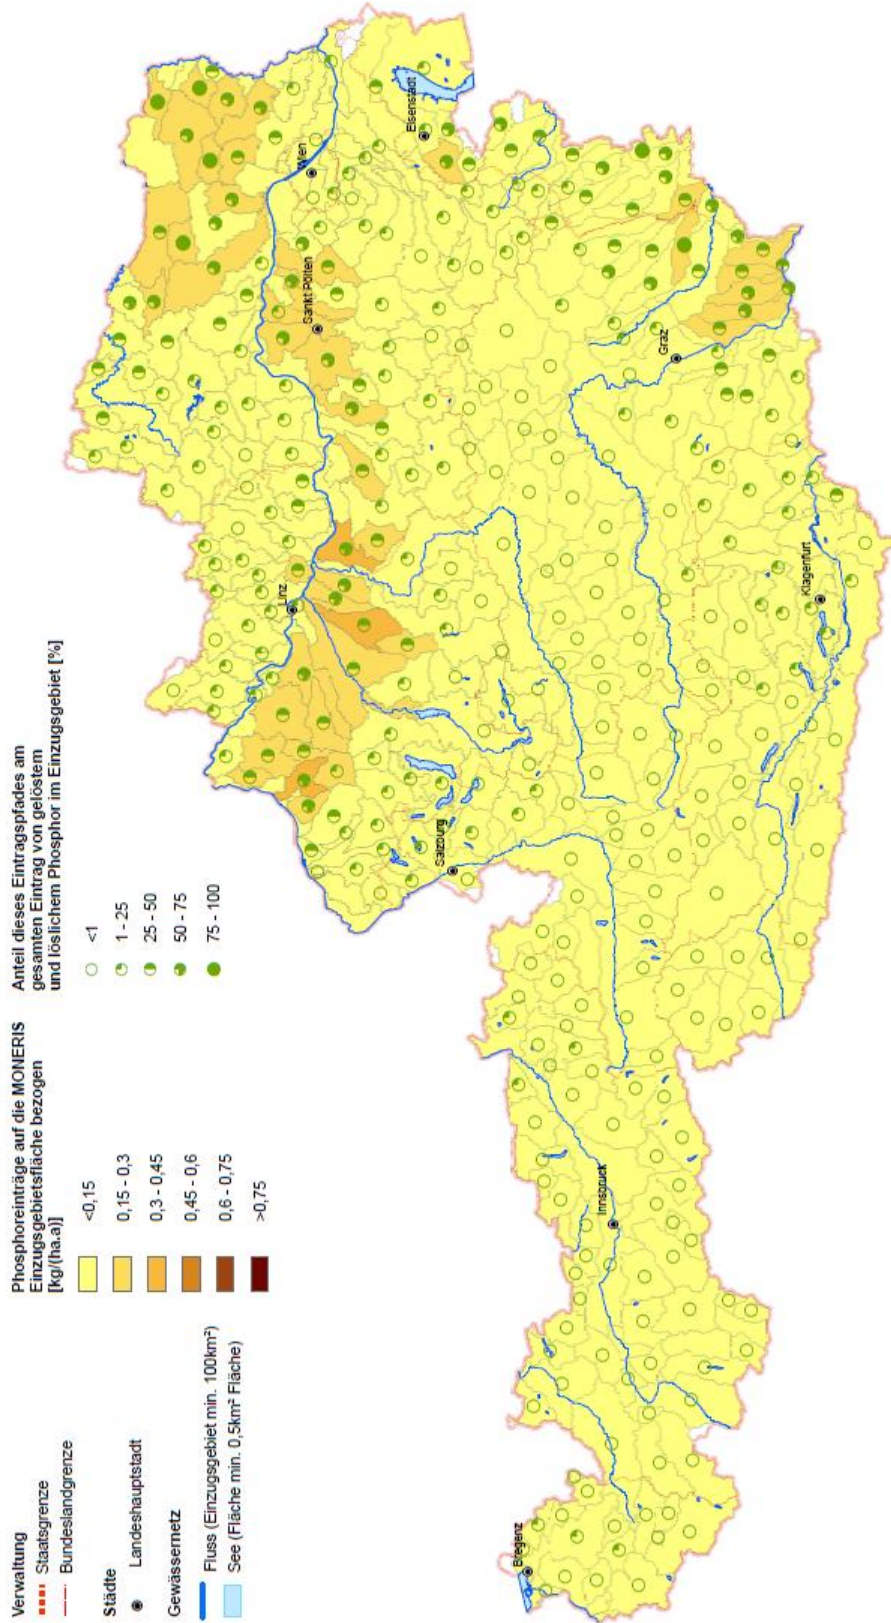 Verwaltung
Staatsgrenze
Bundeslandgrenze
Städte
Landeshauptstadt
Gewässernetz
Fluss (Einzugsgebiet min. 100km²)
See (Fläche min. 0,5km² Fläche)
Phosphoreinträge auf die MONERIS
Einzugsgebietsfläche bezogen
[kg/(ha.a)]
<0,15
0,15 - 0,3
0,3 - 0,45
0,45 - 0,6
0,6 - 0,75
>0,75
Anteil dieses Eintragspfades am
gesamten Eintrag von gelöstem
und löslichem Phosphor im Einzugsgebiet [%]
<1
1 - 25
25 - 50
50 - 75
75 - 100
Linz
Sankt Pölten
Wien
Eisenstadt
Salzburg
Bregenz
Innsbruck
Graz
Klagenfurt